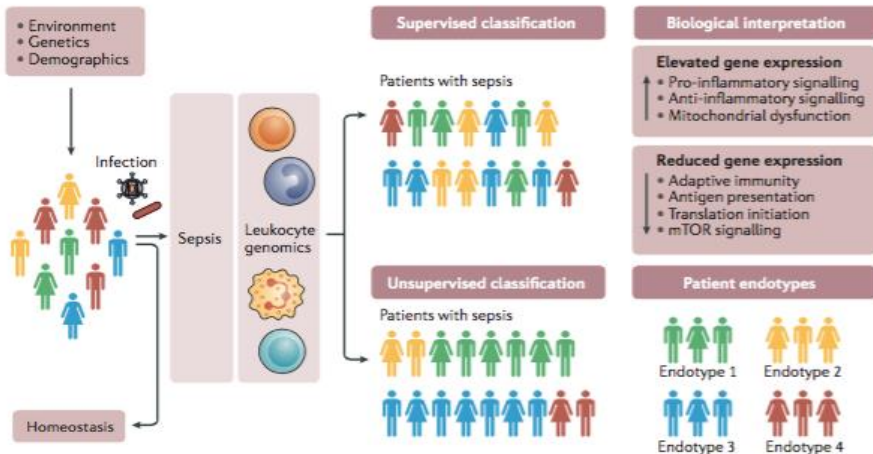 • Environment
• Genetics
• Demographics
Infection
Sepsis
Leukocyte
genomics
Homeostasis
Supervised classification
Patients with sepsis
Unsupervised classification
Patients with sepsis
Biological interpretation
Elevated gene expression
• Pro-inflammatory signalling
• Anti-inflammatory signalling
• Mitochondrial dysfunction
Reduced gene expression
• Adaptive immunity
• Antigen presentation
• Translation initiation
• mTOR signalling
Patient endotypes
Endotype 1
Endotype 2
Endotype 3
Endotype 4